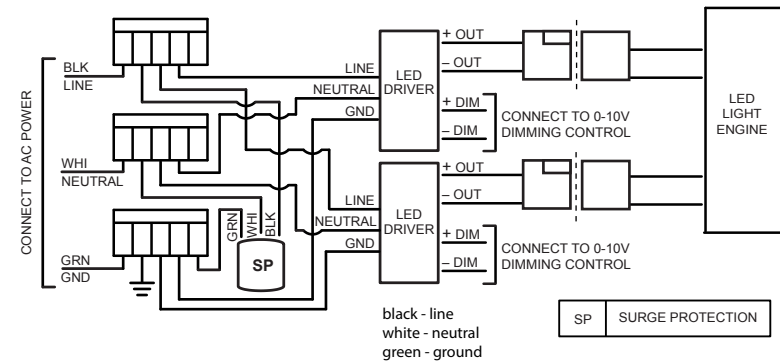 CONNECT TO AC POWER
BLK
LINE
WHI
NEUTRAL
GRN
GND
GRN
WHI
BLK
SP
LINE
NEUTRAL
GND
LED
DRIVER
+ OUT
– OUT
+ DIM
– DIM
CONNECT TO 0-10V
DIMMING CONTROL
LINE
NEUTRAL
GND
LED
DRIVER
+ OUT
– OUT
+ DIM
– DIM
CONNECT TO 0-10V
DIMMING CONTROL
LED
LIGHT
ENGINE
black - line
white - neutral
green - ground
SP SURGE PROTECTION